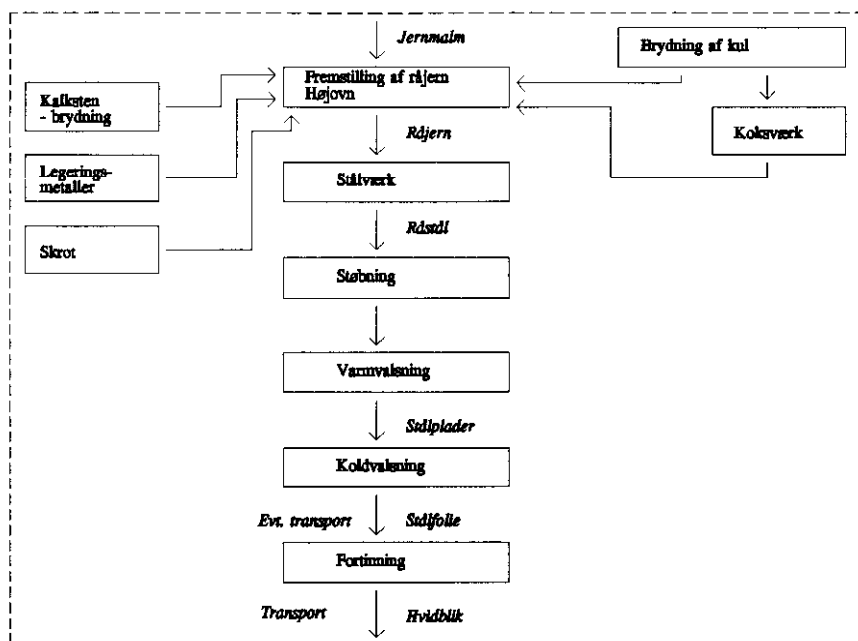 Jernmalm
Brydning af kul
Fremstilling af råjern
Højovn
Kalksten
- brydning
Råjern
Koksværk
Legerings-
metaller
Stålværk
Råstål
Skrot
Støbning
Varmvalsning
Stålplader
Koldvalsning
Evt. transport
Stålfolie
Fortinning
Transport
Hvidblik